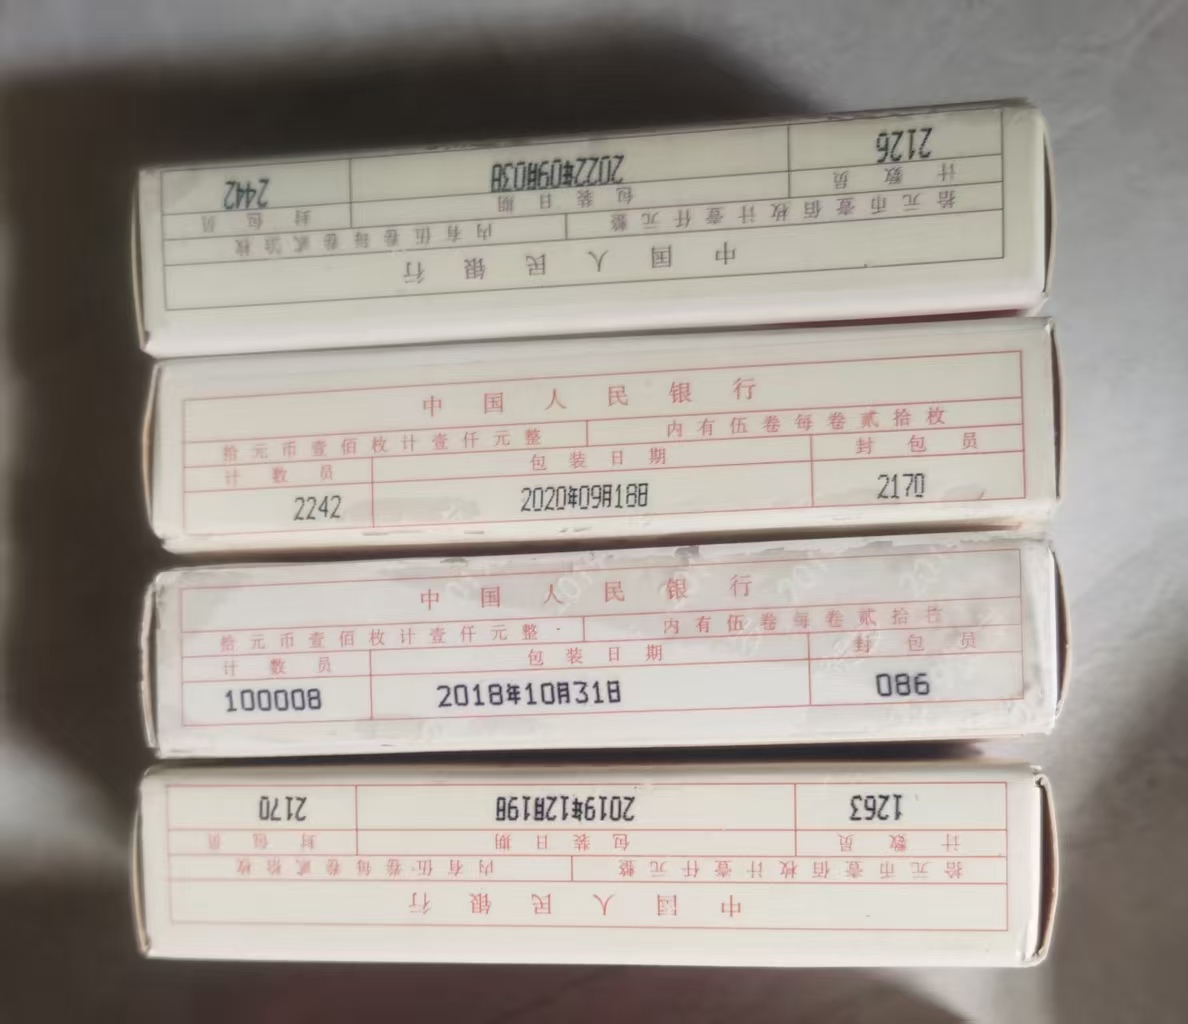 中国人民银行
拾元币壹佰枚计壹仟元整 内有伍卷每卷贰拾枚
计数员 包装日期 封包员
2126 2022年09月03日 2442
中国人民银行
拾元币壹佰枚计壹仟元整 内有伍卷每卷贰拾枚
计数员 包装日期 封包员
2242 2020年09月18日 2170
中国人民银行
拾元币壹佰枚计壹仟元整 内有伍卷每卷贰拾枚
计数员 包装日期 封包员
100008 2018年10月31日 086
中国人民银行
拾元币壹佰枚计壹仟元整 内有伍卷每卷贰拾枚
计数员 包装日期 封包员
1263 2019年12月19日 2170